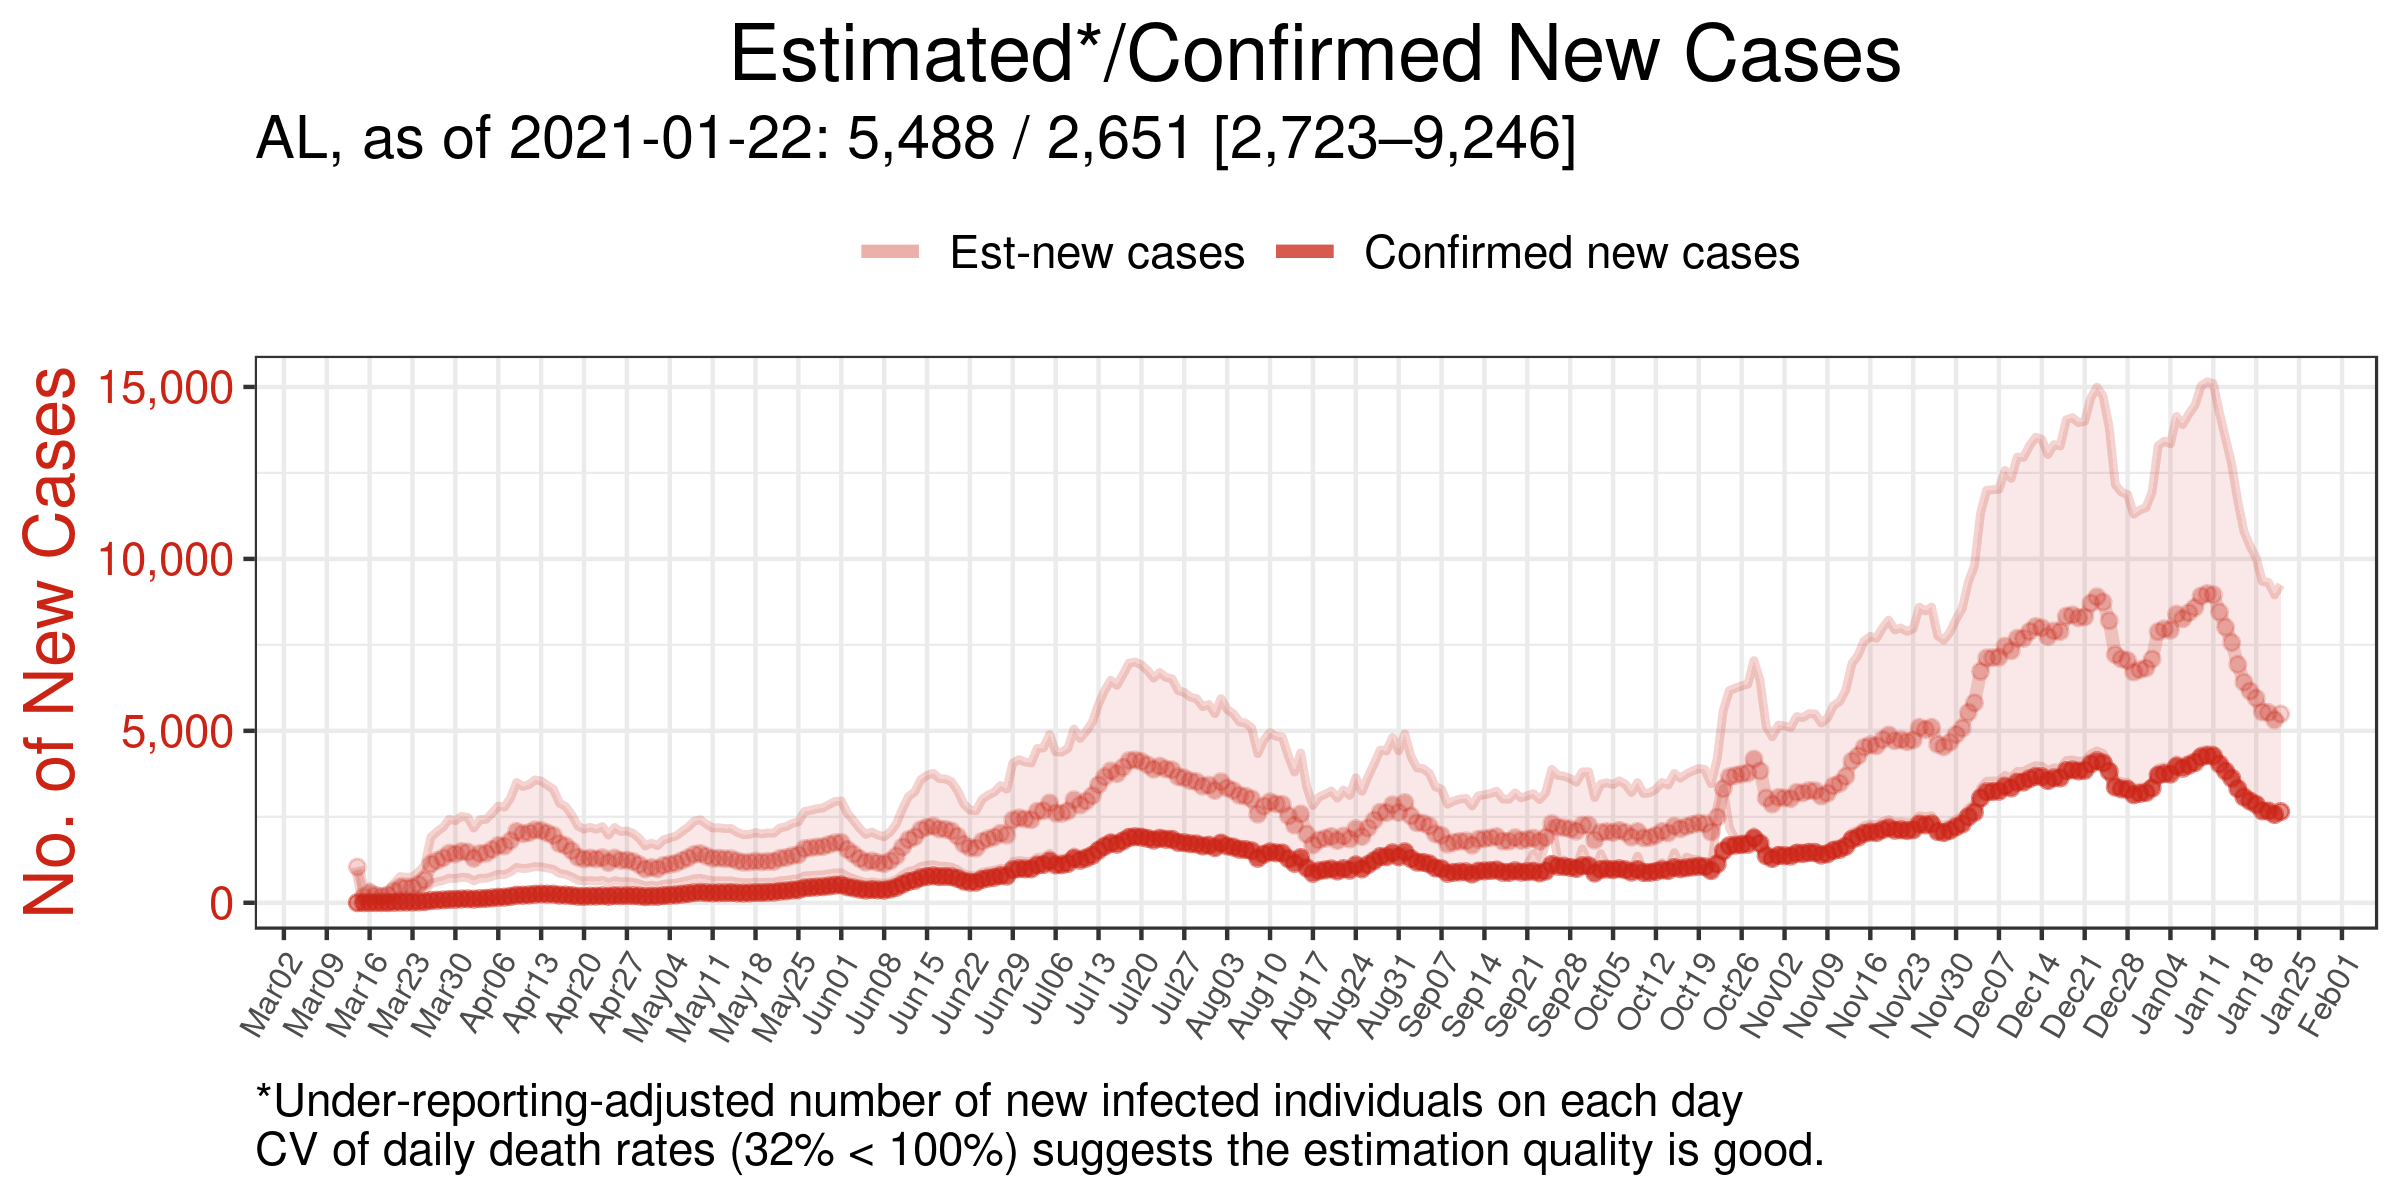 Estimated*/Confirmed New Cases
AL, as of 2021-01-22: 5,488 / 2,651 [2,723–9,246]
Est-new cases
Confirmed new cases
No. of New Cases
15,000
10,000
5,000
0
Mar02
Mar09
Mar16
Mar23
Mar30
Apr06
Apr13
Apr20
Apr27
May04
May11
May18
May25
Jun01
Jun08
Jun15
Jun22
Jun29
Jul06
Jul13
Jul20
Jul27
Aug03
Aug10
Aug17
Aug24
Aug31
Sep07
Sep14
Sep21
Sep28
Oct05
Oct12
Oct19
Oct26
Nov02
Nov09
Nov16
Nov23
Nov30
Dec07
Dec14
Dec21
Dec28
Jan04
Jan11
Jan18
Jan25
Feb01
*Under-reporting-adjusted number of new infected individuals on each day
CV of daily death rates (32% < 100%) suggests the estimation quality is good.